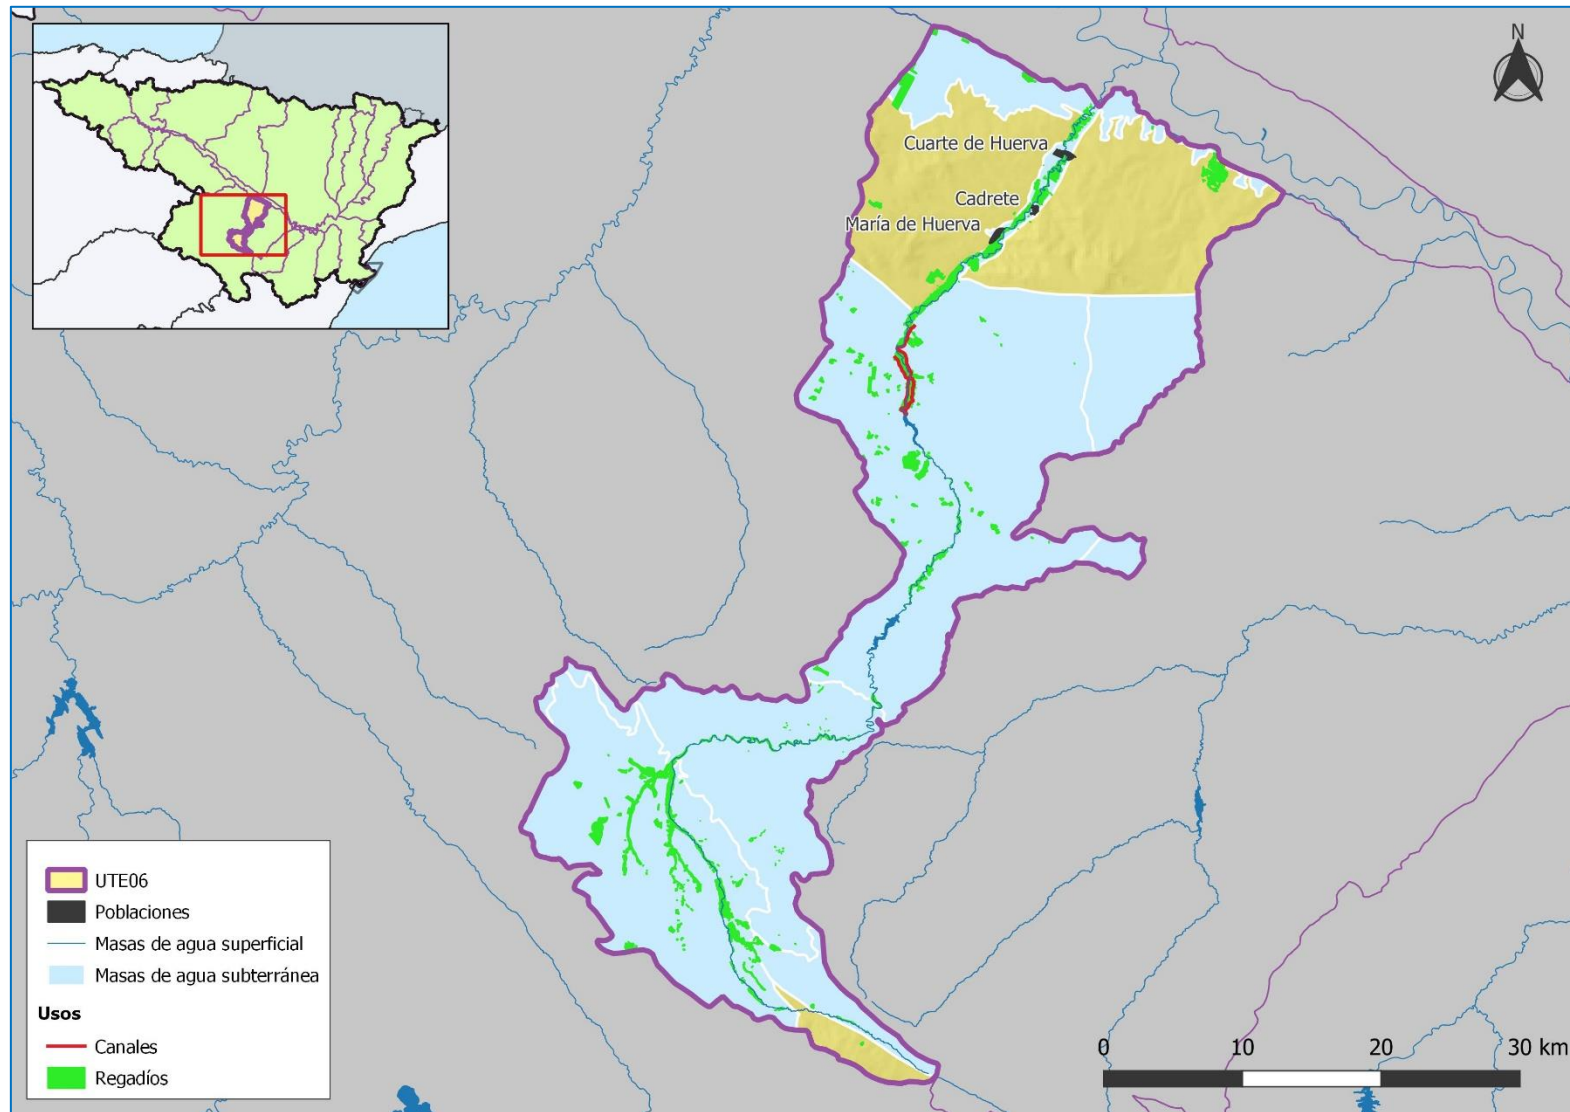 N
Cuarte de Huerva
Cadrete
María de Huerva
UTE06
Poblaciones
Masas de agua superficial
Masas de agua subterránea
Usos
Canales
Regadíos
0 10 20 30 km